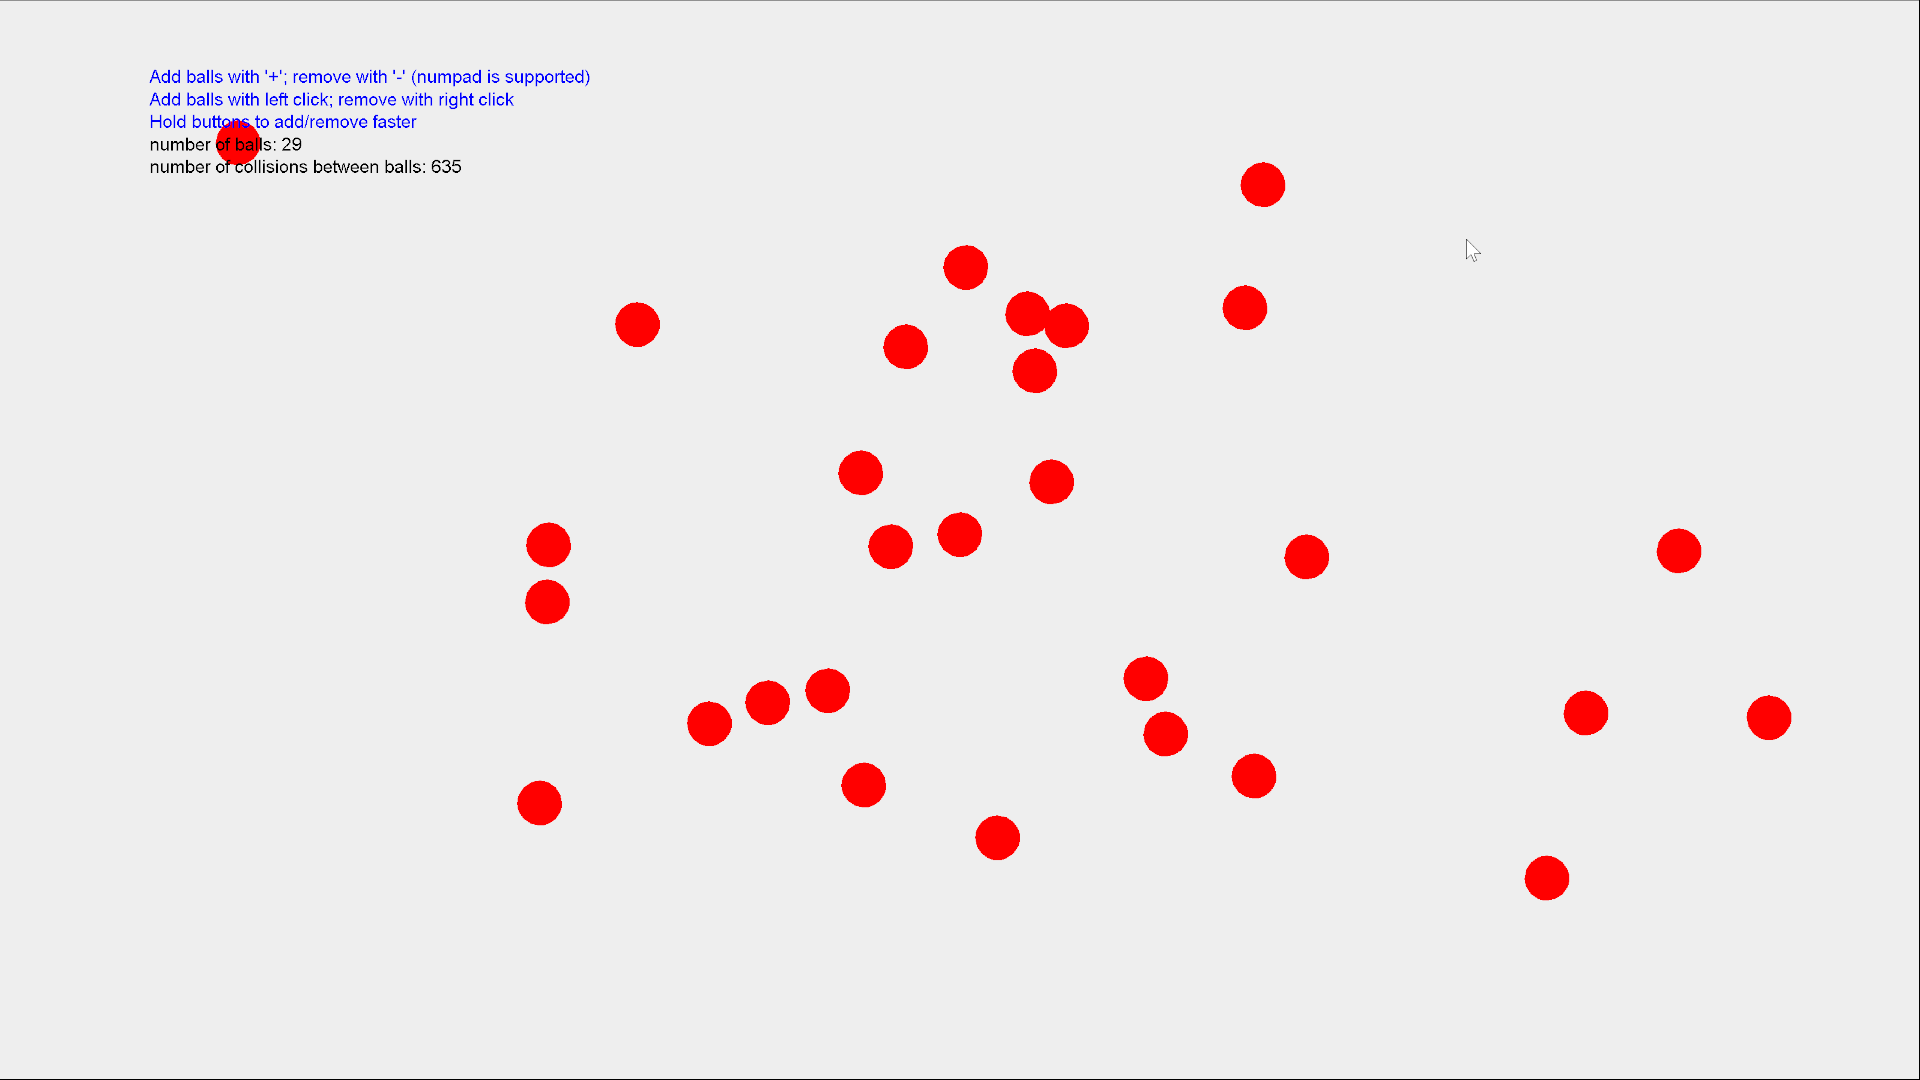 Add balls with '+'; remove with '-' (numpad is supported)
Add balls with left click; remove with right click
Hold buttons to add/remove faster
number of balls: 29
number of collisions between balls: 635